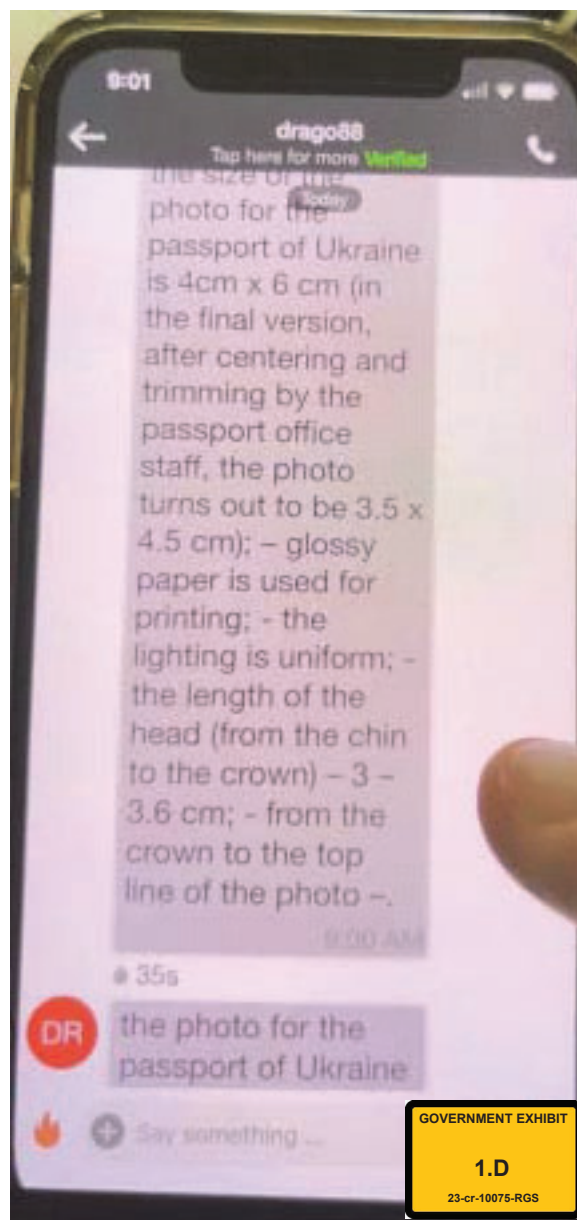 9:01
drago88
Tap here for more Verified
the size of the
Today
photo for the
passport of Ukraine
is 4cm x 6 cm (in
the final version,
after centering and
trimming by the
passport office
staff, the photo
turns out to be 3.5 x
4.5 cm); – glossy
paper is used for
printing; - the
lighting is uniform; -
the length of the
head (from the chin
to the crown) – 3 –
3.6 cm; - from the
crown to the top
line of the photo –.
9:00 AM
35s
DR
the photo for the
passport of Ukraine
Say something ...
GOVERNMENT EXHIBIT
1.D
23-cr-10075-RGS